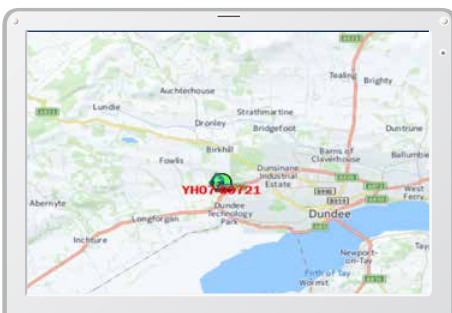 Tealing
Brighty
Auchterhouse
Lundie
Strathmartine
Dronley
Bridgefoot
Duntrune
Birkhill
Barns of
Claverhouse
Ballumbie
Fowlis
Dunsinane
Industrial
Estate
West
Ferry
Abernyte
Dundee
Technology
Park
Longforgan
Dundee
Inchture
Newport-
on-Tay
Tay
Firth of Tay
Wormit